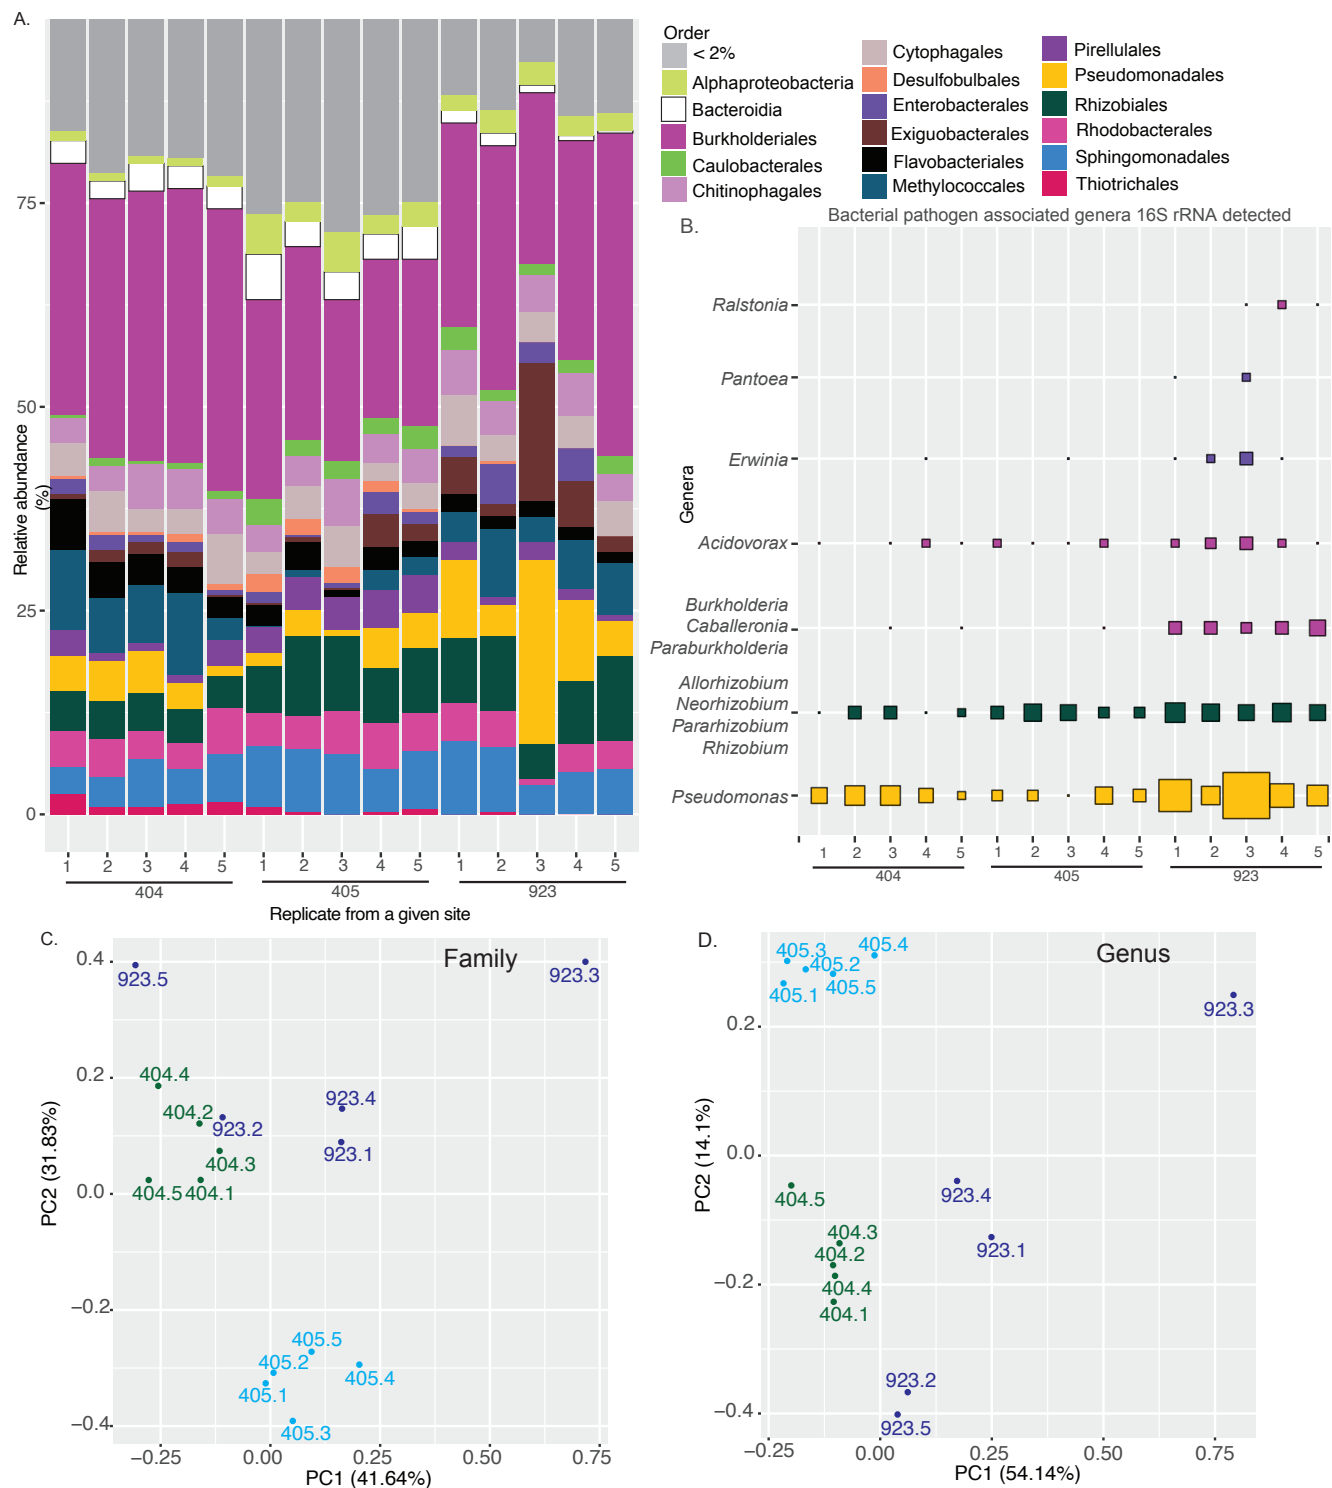 A.
Order
< 2%
Alphaproteobacteria
Bacteroidia
Burkholderiales
Caulobacterales
Chitinophagales
Cytophagales
Desulfobulbales
Enterobacterales
Exiguobacterales
Flavobacteriales
Methylococcales
Pirellulales
Pseudomonadales
Rhizobiales
Rhodobacterales
Sphingomonadales
Thiotrichales
75
50
25
0
Relative abundance
(%)
1 2 3 4 5 1 2 3 4 5 1 2 3 4 5
404 405 923
Replicate from a given site
B.
Bacterial pathogen associated genera 16S rRNA detected
Genera
Ralstonia
Pantoea
Erwinia
Acidovorax
Burkholderia
Caballeronia
Paraburkholderia
Allorhizobium
Neorhizobium
Pararhizobium
Rhizobium
Pseudomonas
1 2 3 4 5 1 2 3 4 5 1 2 3 4 5
404 405 923
C.
Family
0.4
0.2
0.0
−0.2
−0.4
PC2 (31.83%)
923.5
923.3
404.4
404.2
923.2
923.4
404.3
923.1
404.5
404.1
405.5
405.2
405.4
405.1
405.3
−0.25 0.00 0.25 0.50 0.75
PC1 (41.64%)
D.
Genus
0.2
0.0
−0.2
−0.4
PC2 (14.1%)
405.3
405.4
405.2
405.1
405.5
923.3
404.5
923.4
404.3
923.1
404.2
404.4
404.1
923.2
923.5
−0.25 0.00 0.25 0.50 0.75
PC1 (54.14%)